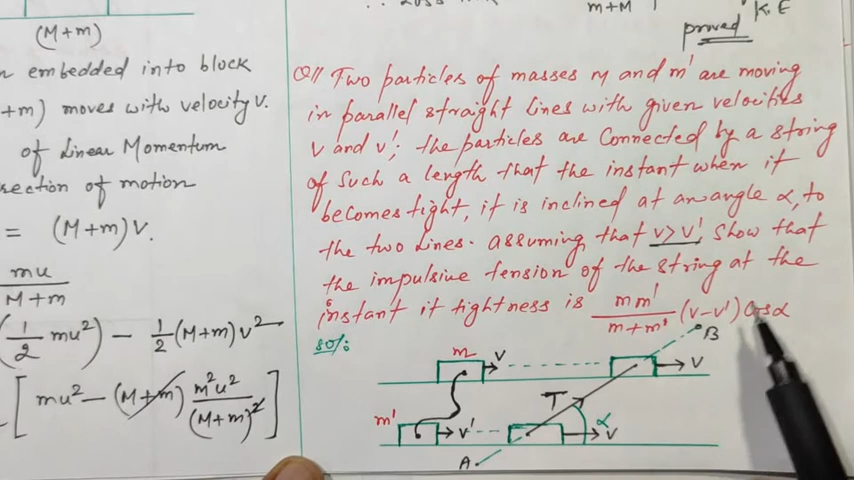 (M+m)
n embedded into block
+m) moves with velocity v.
of Linear Momentum
section of motion
= (M+m)V.
mu
M+m
(1/2 mu²) - 1/2 (M+m)v²
[mu² - (M+m) m²u² / (M+m)²]
m+M
K.E
proved
Q11 Two particles of masses m and m' are moving
in parallel straight lines with given velocities
v and v'; the particles are connected by a string
of such a length that the instant when it
becomes tight, it is inclined at an angle α, to
the two lines. assuming that v>v' show that
the impulsive tension of the string at the
instant it tightness is mm' / m+m' (v-v') cosα
sol:
B
m v v
m' v' T α v
A